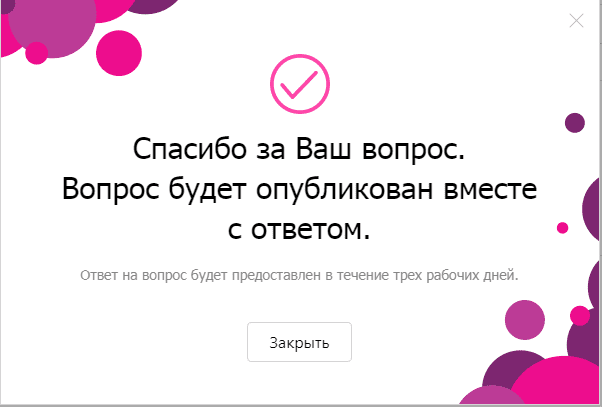 Спасибо за Ваш вопрос.
Вопрос будет опубликован вместе
с ответом.
Ответ на вопрос будет предоставлен в течение трех рабочих дней.
Закрыть